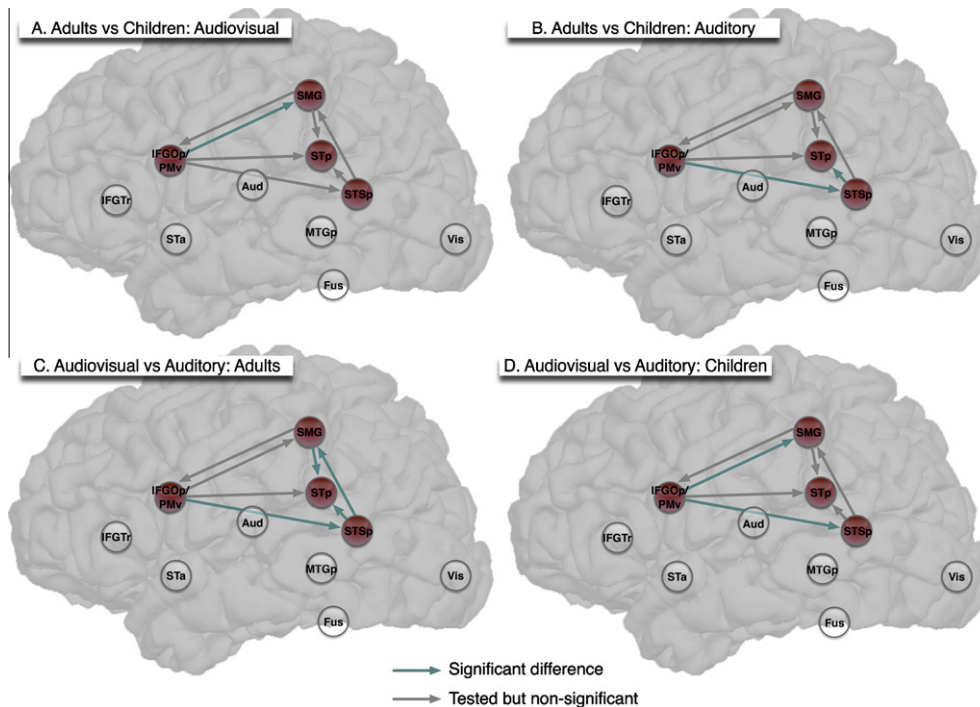 A. Adults vs Children: Audiovisual
SMG
IFGOp/
PMv
STp
Aud
STSp
IFGTr
STa
MTGp
Vis
Fus
B. Adults vs Children: Auditory
SMG
IFGOp/
PMv
STp
Aud
STSp
IFGTr
STa
MTGp
Vis
Fus
C. Audiovisual vs Auditory: Adults
SMG
IFGOp/
PMv
STp
Aud
STSp
IFGTr
STa
MTGp
Vis
Fus
D. Audiovisual vs Auditory: Children
SMG
IFGOp/
PMv
STp
Aud
STSp
IFGTr
STa
MTGp
Vis
Fus
Significant difference
Tested but non-significant